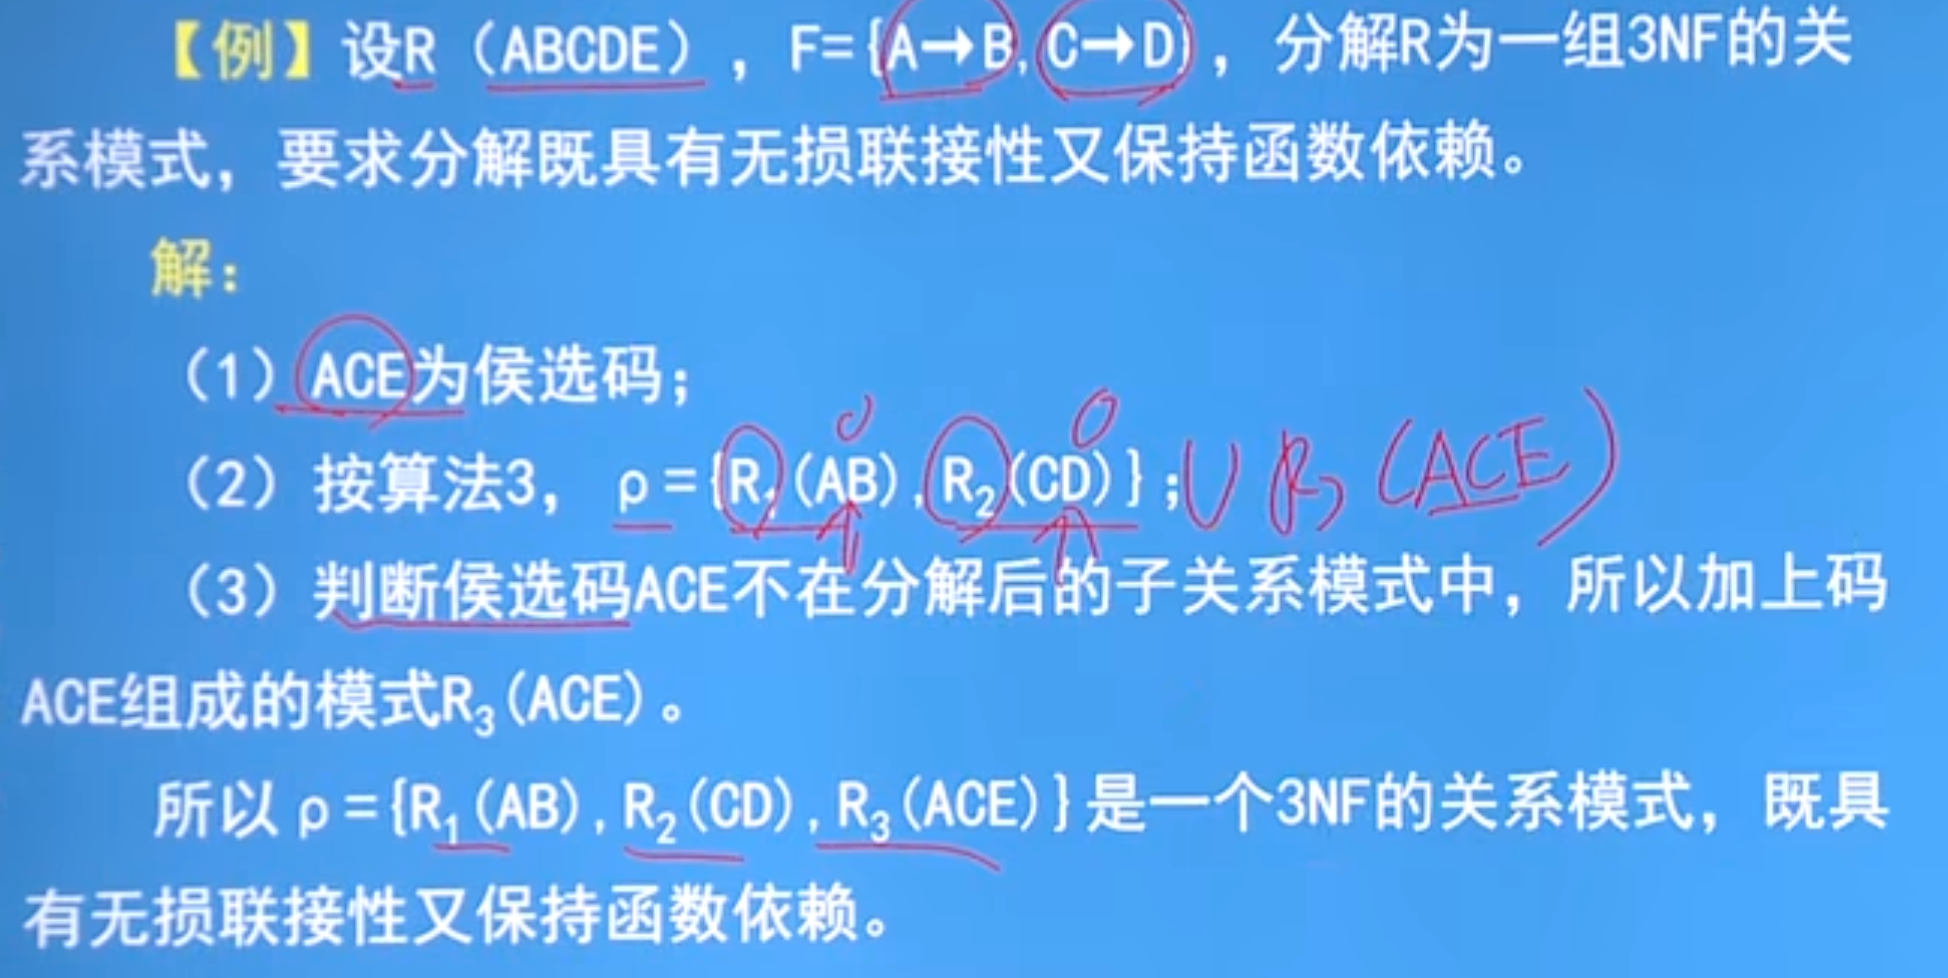 【例】设R（ABCDE），F={A→B,C→D}，分解R为一组3NF的关
系模式，要求分解既具有无损联接性又保持函数依赖。
解：
（1）ACE为侯选码；
（2）按算法3，ρ={R₁(AB),R₂(CD)}；∪ R₃ (ACE)
（3）判断侯选码ACE不在分解后的子关系模式中，所以加上码
ACE组成的模式R₃(ACE)。
所以ρ={R₁(AB),R₂(CD),R₃(ACE)}是一个3NF的关系模式，既具
有无损联接性又保持函数依赖。